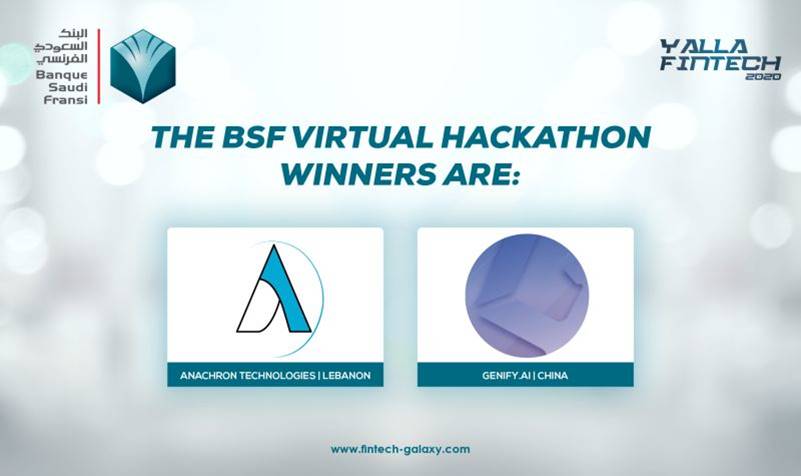 البنك
السعودي
الفرنسي
Banque
Saudi
Fransi
YALLA
FINTECH
2020
THE BSF VIRTUAL HACKATHON
WINNERS ARE:
ANACHRON TECHNOLOGIES | LEBANON
GENIFY.AI | CHINA
www.fintech-galaxy.com